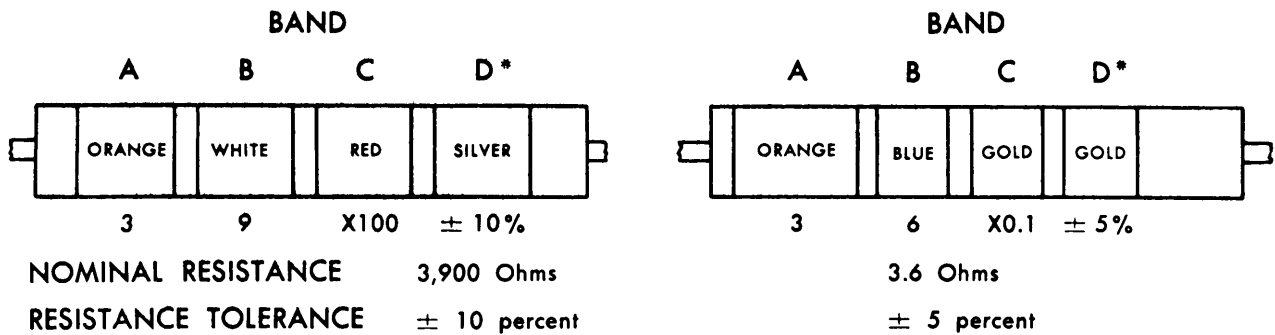 BAND BAND
A B C D* A B C D*
ORANGE WHITE RED SILVER ORANGE BLUE GOLD GOLD
3 9 X100 ± 10% 3 6 X0.1 ± 5%
NOMINAL RESISTANCE 3,900 Ohms 3.6 Ohms
RESISTANCE TOLERANCE ± 10 percent ± 5 percent